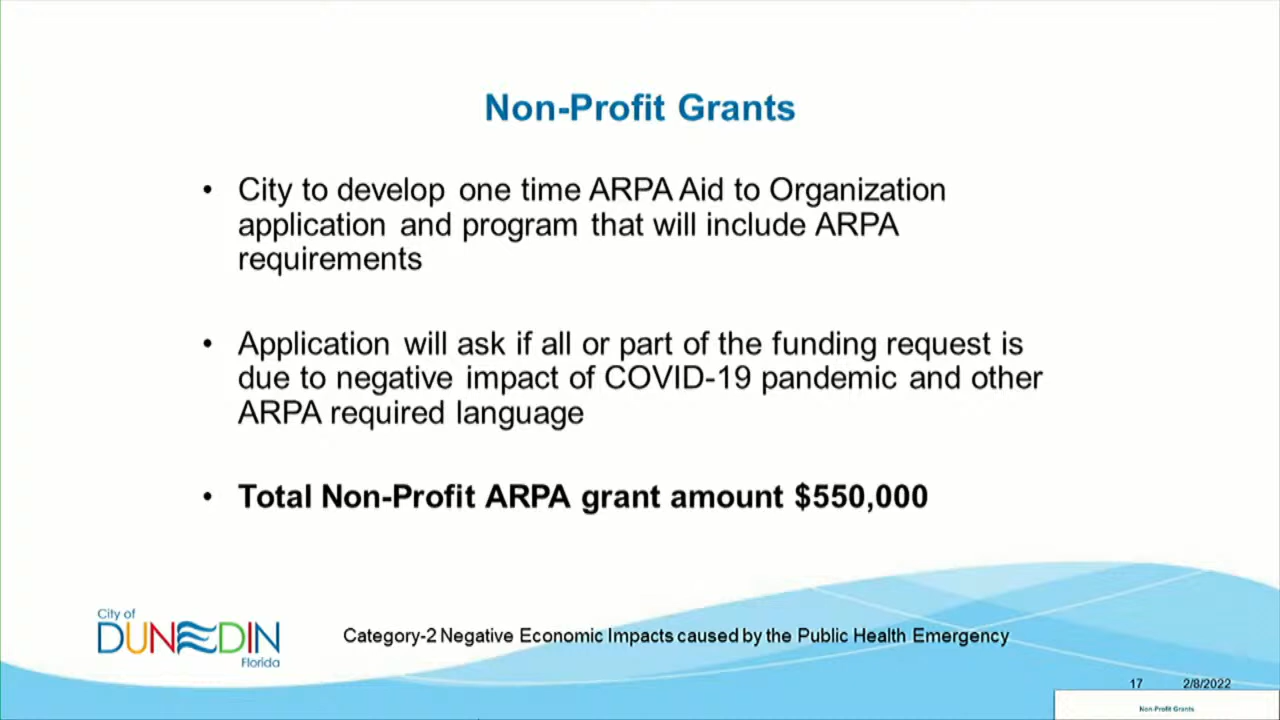 Non-Profit Grants
• City to develop one time ARPA Aid to Organization
application and program that will include ARPA
requirements
• Application will ask if all or part of the funding request is
due to negative impact of COVID-19 pandemic and other
ARPA required language
• Total Non-Profit ARPA grant amount $550,000
City of
DUNEDIN
Florida
Category-2 Negative Economic Impacts caused by the Public Health Emergency
17 2/8/2022
Non-Profit Grants